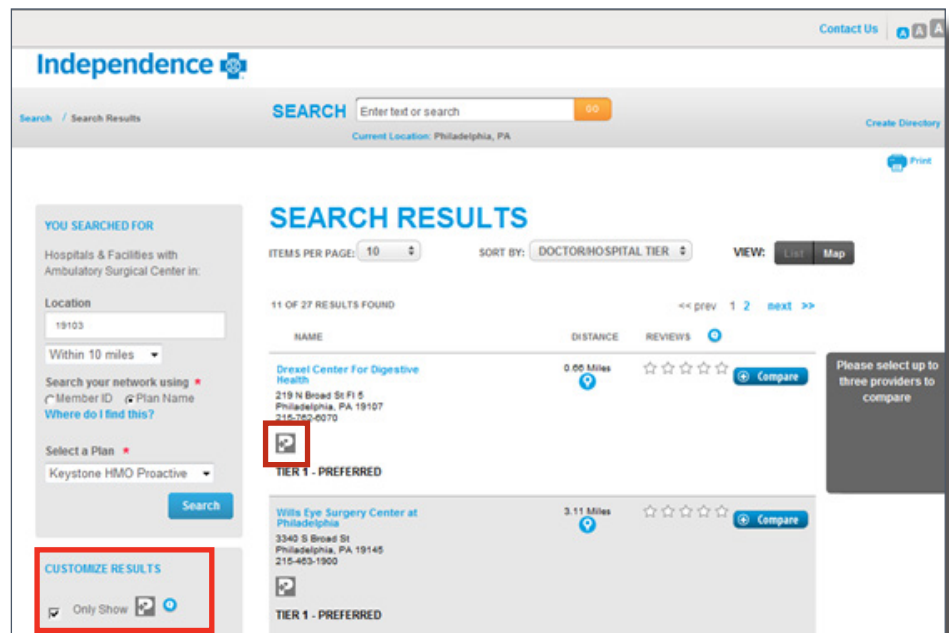 Contact Us A A A
Independence
Search / Search Results
SEARCH Enter text or search GO
Current Location: Philadelphia, PA
Create Directory
Print
YOU SEARCHED FOR
Hospitals & Facilities with
Ambulatory Surgical Center in:
Location
19103
Within 10 miles
Search your network using *
Member ID Plan Name
Where do I find this?
Select a Plan *
Keystone HMO Proactive
Search
CUSTOMIZE RESULTS
Only Show
SEARCH RESULTS
ITEMS PER PAGE: 10 SORT BY: DOCTOR/HOSPITAL TIER VIEW: List Map
11 OF 27 RESULTS FOUND << prev 1 2 next >>
NAME DISTANCE REVIEWS
Drexel Center For Digestive
Health
219 N Broad St Fl 5
Philadelphia, PA 19107
215-762-6070
0.66 Miles
Compare
TIER 1 - PREFERRED
Wills Eye Surgery Center at
Philadelphia
3340 S Broad St
Philadelphia, PA 19145
215-463-1900
3.11 Miles
Compare
TIER 1 - PREFERRED
Please select up to
three providers to
compare